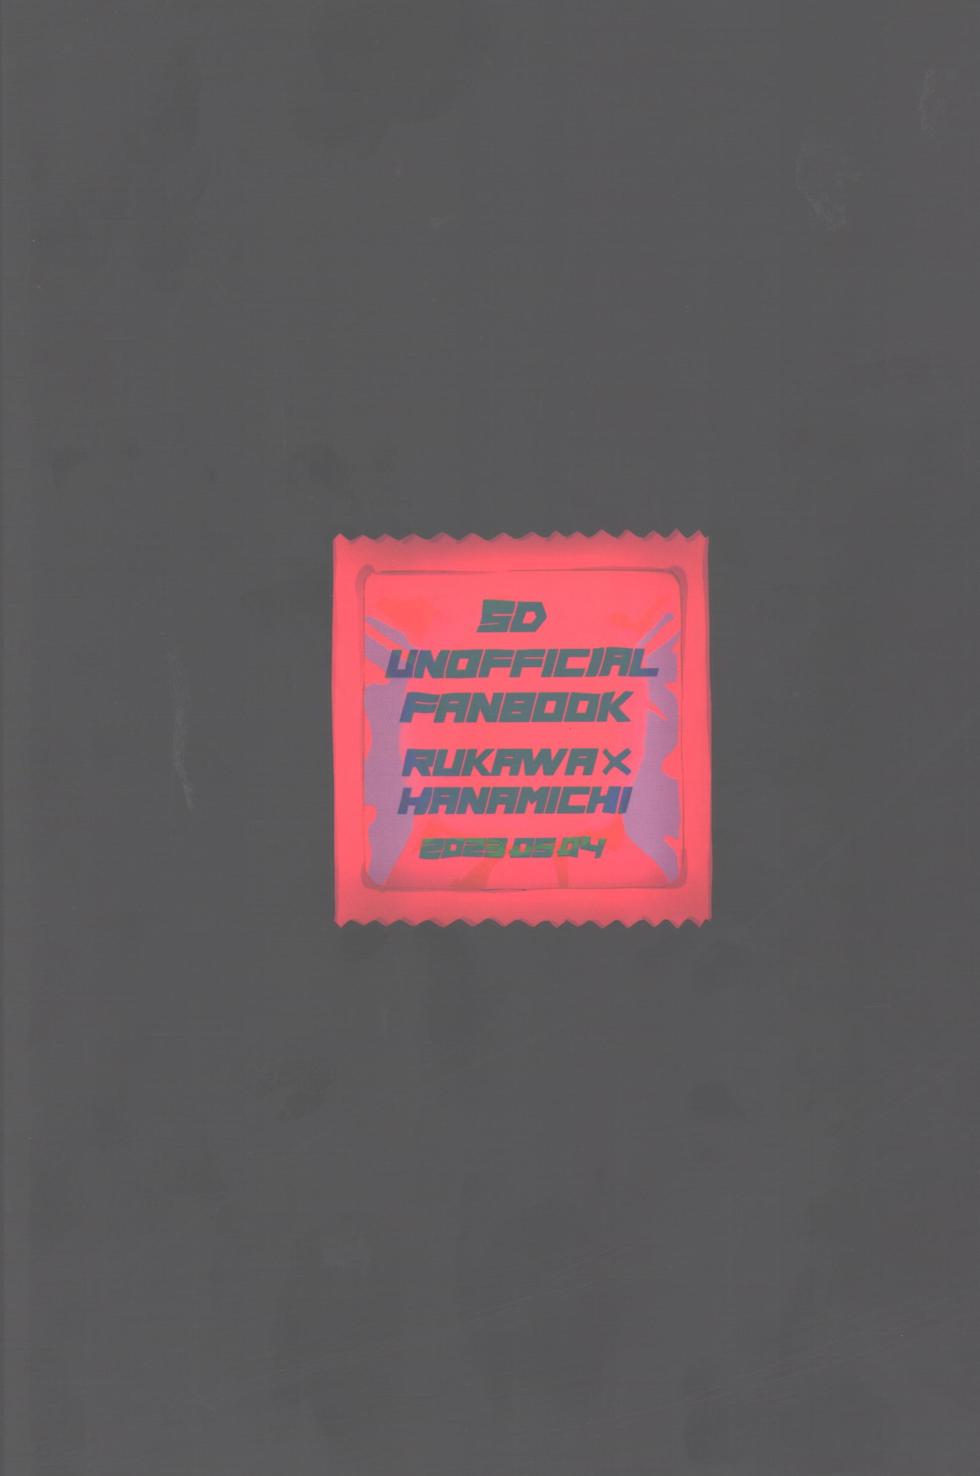 SD
UNOFFICIAL
FANBOOK
RUKAWA×
HANAMICHI
2023 05 04